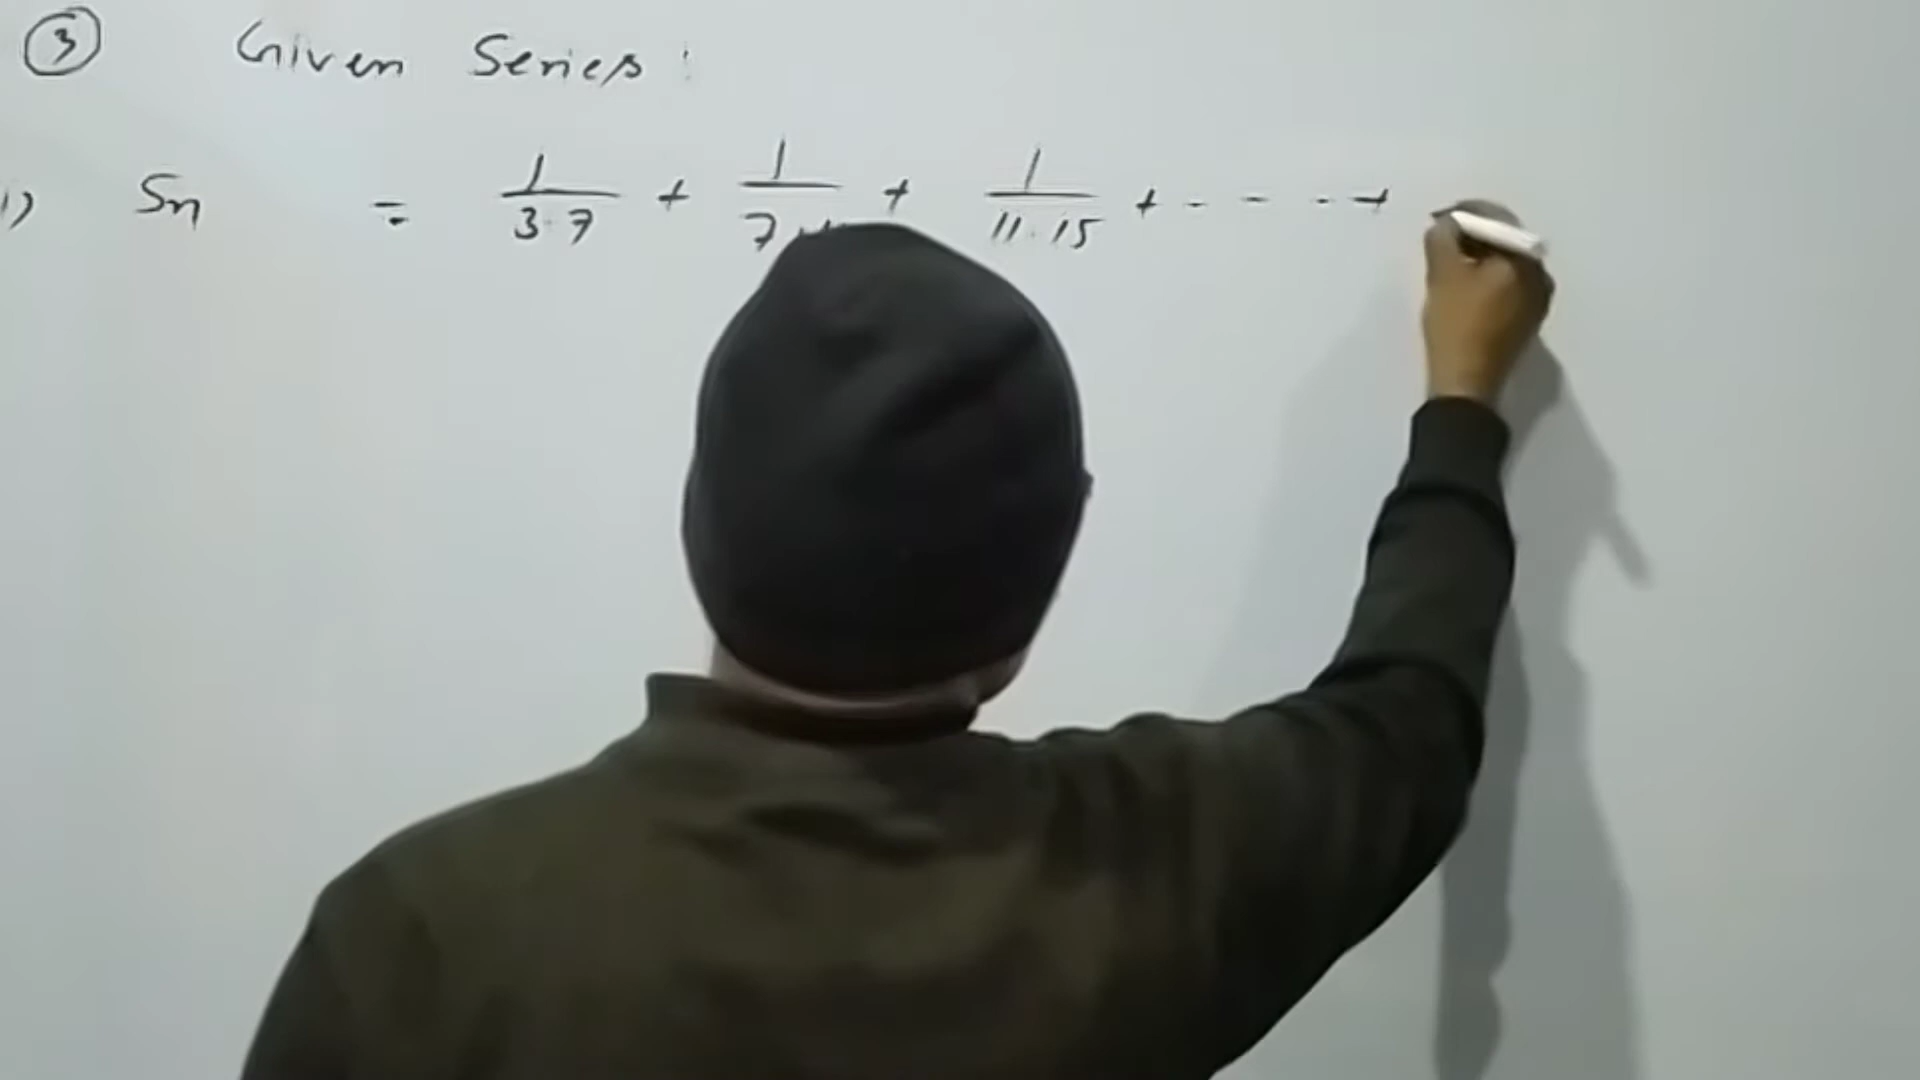 ③ Given Series :
1) Sn = 1/3·7 + 1/7· + 1/11·15 + - - - +